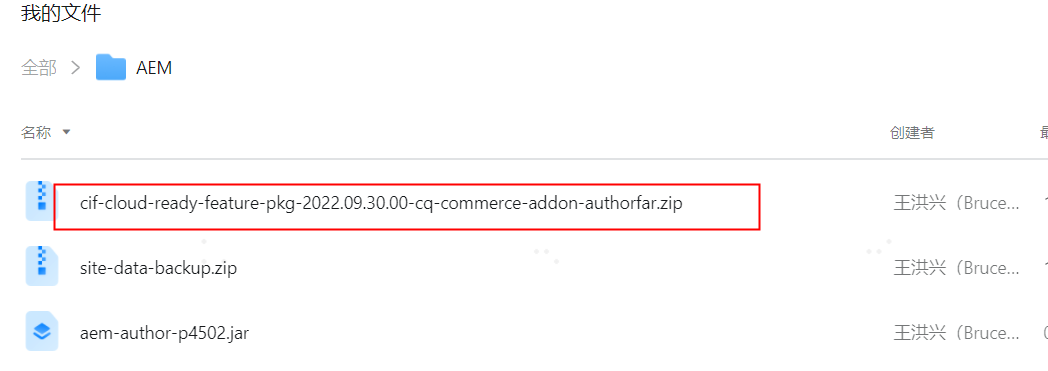 我的文件
全部 > AEM
名称 创建者
cif-cloud-ready-feature-pkg-2022.09.30.00-cq-commerce-addon-authorfar.zip 王洪兴（Bruce...
site-data-backup.zip 王洪兴（Bruce...
aem-author-p4502.jar 王洪兴（Bruce...